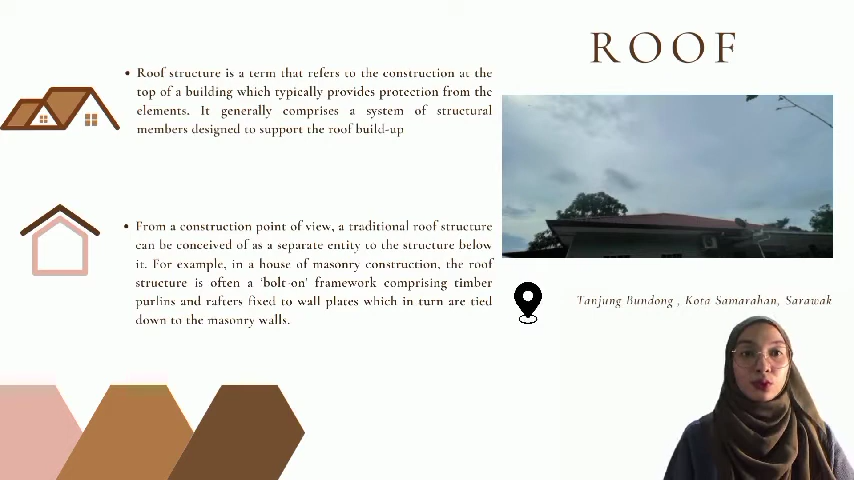 ROOF
• Roof structure is a term that refers to the construction at the
top of a building which typically provides protection from the
elements. It generally comprises a system of structural
members designed to support the roof build-up
• From a construction point of view, a traditional roof structure
can be conceived of as a separate entity to the structure below
it. For example, in a house of masonry construction, the roof
structure is often a 'bolt-on' framework comprising timber
purlins and rafters fixed to wall plates which in turn are tied
down to the masonry walls.
Tanjung Bundong , Kota Samarahan, Sarawak